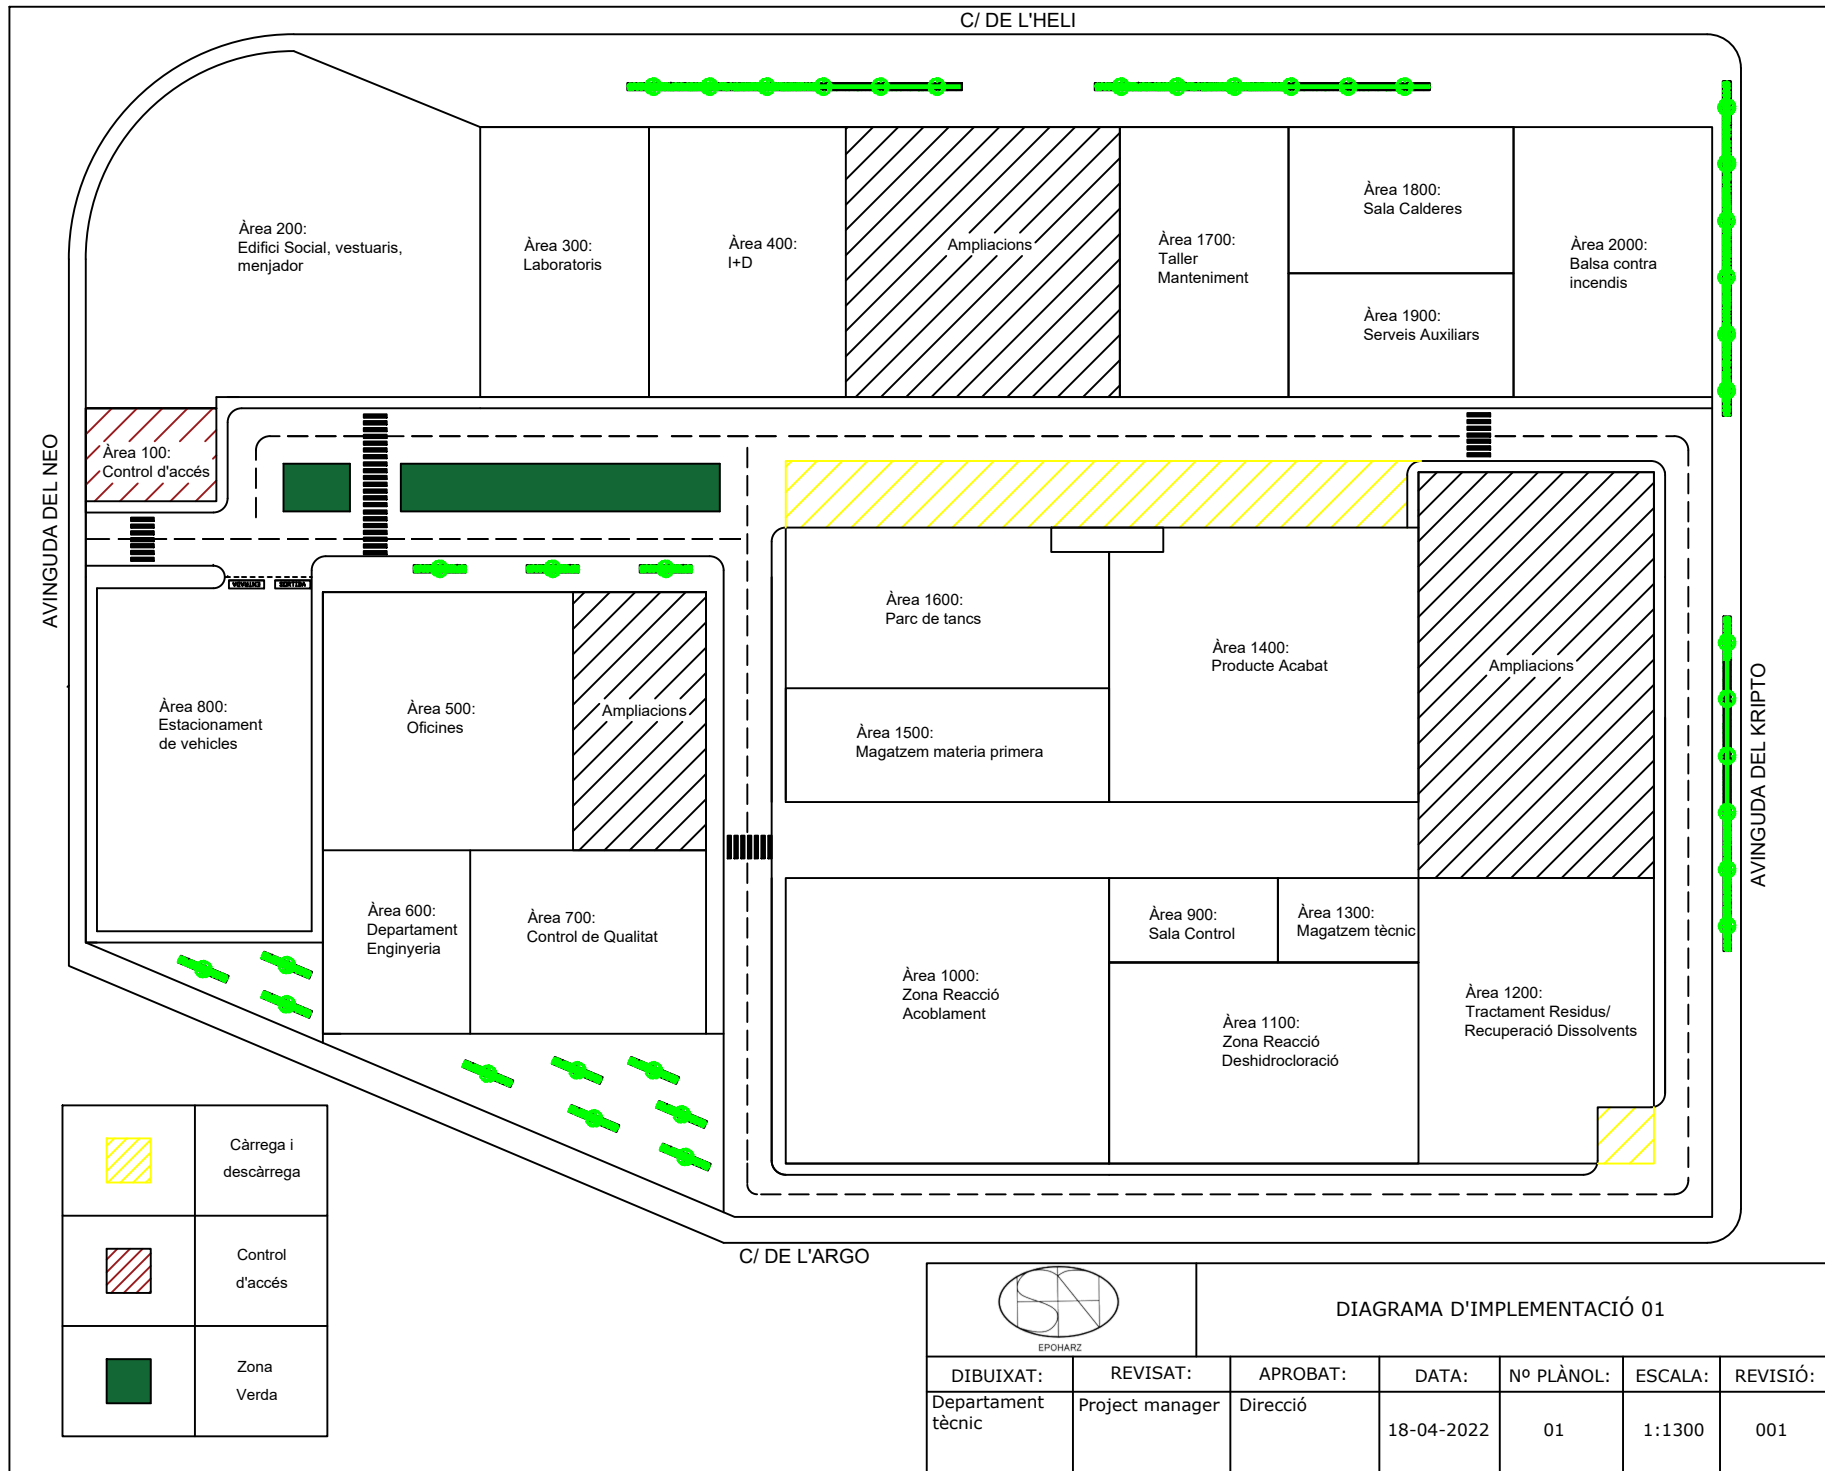 C/ DE L'HELI
Àrea 200:
Edifici Social, vestuaris,
menjador
Àrea 300:
Laboratoris
Àrea 400:
I+D
Ampliacions
Àrea 1700:
Taller
Manteniment
Àrea 1800:
Sala Calderes
Àrea 1900:
Serveis Auxiliars
Àrea 2000:
Balsa contra
incendis
AVINGUDA DEL NEO
Àrea 100:
Control d'accés
ENTRADA
SORTIDA
Àrea 800:
Estacionament
de vehicles
Àrea 500:
Oficines
Ampliacions
Àrea 600:
Departament
Enginyeria
Àrea 700:
Control de Qualitat
Àrea 1600:
Parc de tancs
Àrea 1500:
Magatzem materia primera
Àrea 1400:
Producte Acabat
Ampliacions
AVINGUDA DEL KRIPTO
Àrea 1000:
Zona Reacció
Acoblament
Àrea 900:
Sala Control
Àrea 1300:
Magatzem tècnic
Àrea 1100:
Zona Reacció
Deshidrocloració
Àrea 1200:
Tractament Residus/
Recuperació Dissolvents
C/ DE L'ARGO
Càrrega i
descàrrega
Control
d'accés
Zona
Verda
EPOHARZ
DIAGRAMA D'IMPLEMENTACIÓ 01
DIBUIXAT:
REVISAT:
APROBAT:
DATA:
Nº PLÀNOL:
ESCALA:
REVISIÓ:
Departament
tècnic
Project manager
Direcció
18-04-2022
01
1:1300
001